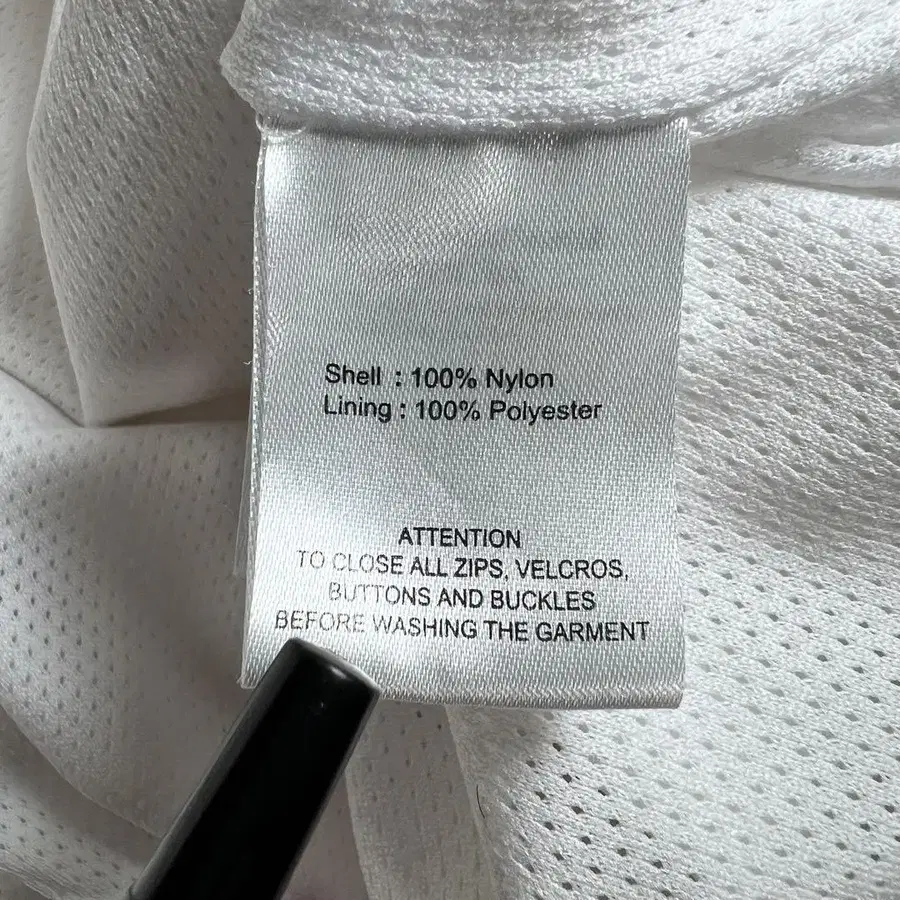 Shell : 100% Nylon
Lining : 100% Polyester
ATTENTION
TO CLOSE ALL ZIPS, VELCROS,
BUTTONS AND BUCKLES
BEFORE WASHING THE GARMENT